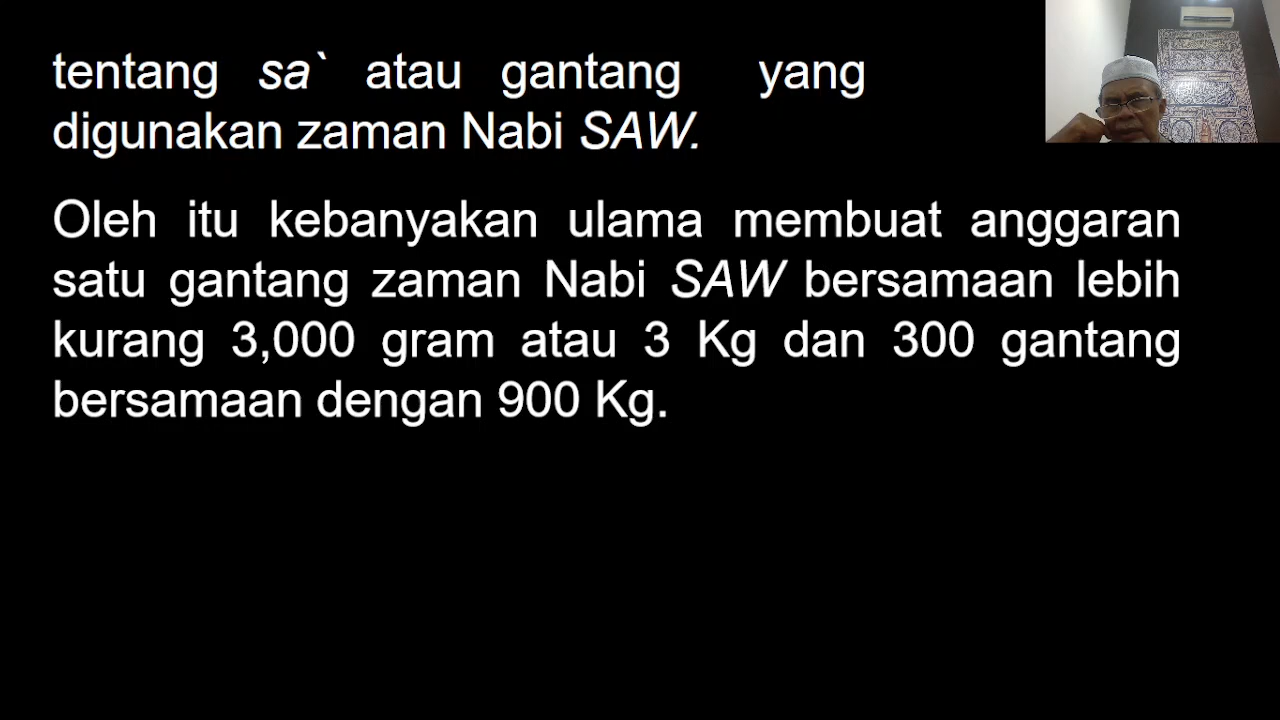 tentang sa` atau gantang yang
digunakan zaman Nabi SAW.
Oleh itu kebanyakan ulama membuat anggaran
satu gantang zaman Nabi SAW bersamaan lebih
kurang 3,000 gram atau 3 Kg dan 300 gantang
bersamaan dengan 900 Kg.